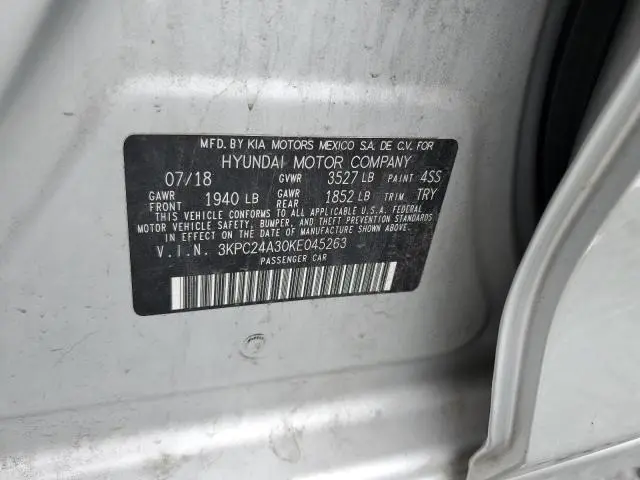 MFD. BY KIA MOTORS MEXICO S.A. DE C.V. FOR
HYUNDAI MOTOR COMPANY
07/18 GVWR 3527 LB PAINT 4SS
GAWR FRONT 1940 LB GAWR REAR 1852 LB TRIM TRY
THIS VEHICLE CONFORMS TO ALL APPLICABLE U.S.A. FEDERAL
MOTOR VEHICLE SAFETY, BUMPER, AND THEFT PREVENTION STANDARDS
IN EFFECT ON THE DATE OF MANUFACTURE SHOWN ABOVE.
V.I.N. 3KPC24A30KE045263
PASSENGER CAR